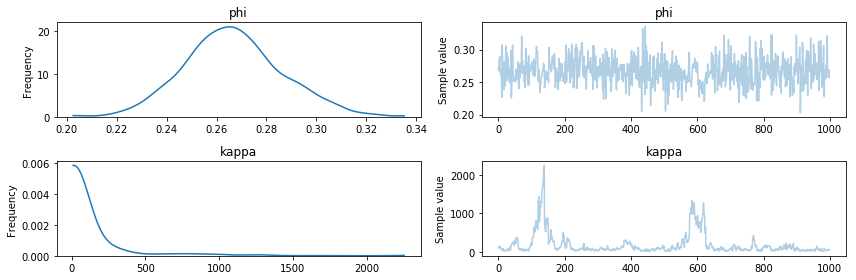 phi
phi
Frequency
20
10
0
0.20 0.22 0.24 0.26 0.28 0.30 0.32 0.34
Sample value
0.30
0.25
0.20
0 200 400 600 800 1000
kappa
kappa
Frequency
0.006
0.004
0.002
0.000
0 500 1000 1500 2000
Sample value
2000
1000
0
0 200 400 600 800 1000